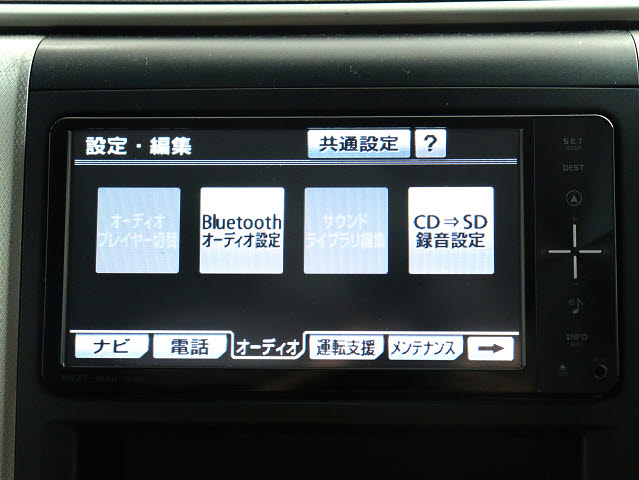 設定・編集
共通設定
?
オーディオ
プレイヤー切替
Bluetooth
オーディオ設定
サウンド
ライブラリ編集
CD⇒SD
録音設定
ナビ
電話
オーディオ
運転支援
メンテナンス
→
SET
DEST
INFO